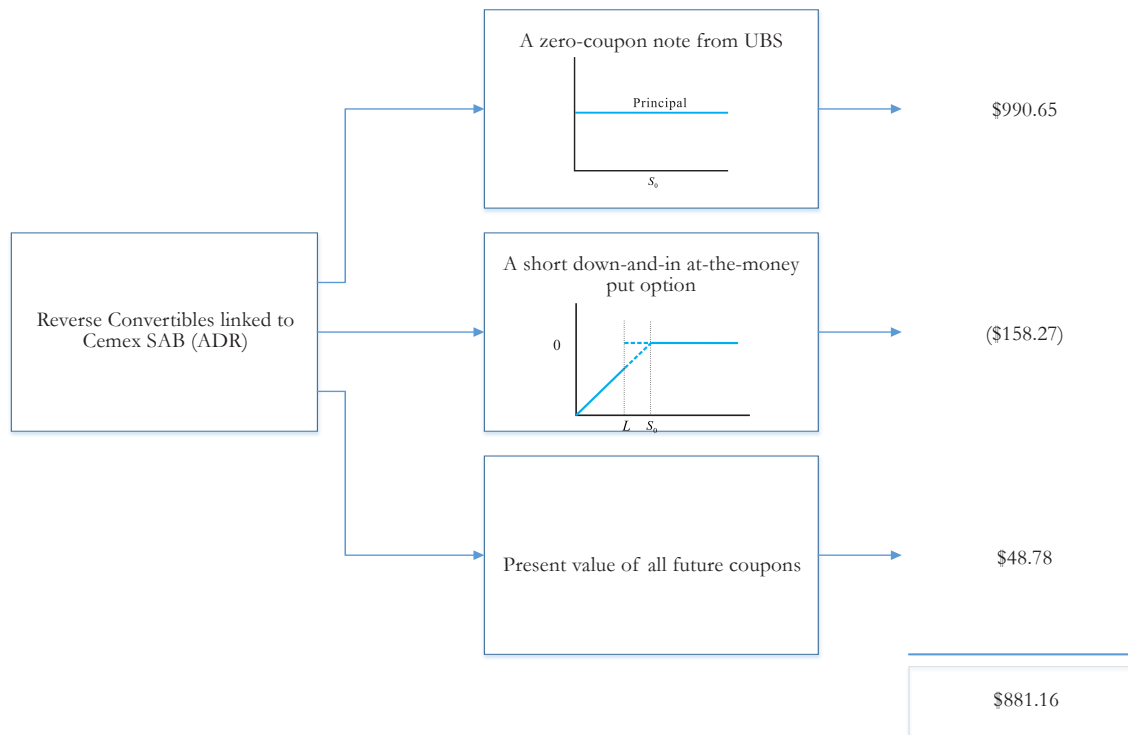 A zero-coupon note from UBS
Principal
S0
$990.65
Reverse Convertibles linked to
Cemex SAB (ADR)
A short down-and-in at-the-money
put option
0
L S0
($158.27)
Present value of all future coupons
$48.78
$881.16